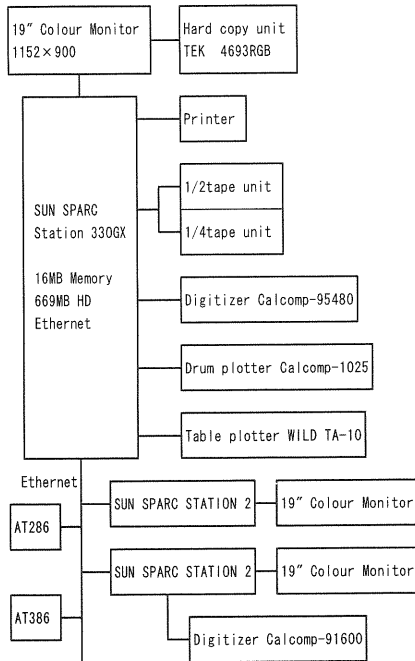 19″ Colour Monitor
1152×900
Hard copy unit
TEK 4693RGB
Printer
1/2tape unit
1/4tape unit
SUN SPARC
Station 330GX
16MB Memory
669MB HD
Ethernet
Digitizer Calcomp-95480
Drum plotter Calcomp-1025
Table plotter WILD TA-10
Ethernet
SUN SPARC STATION 2
19″ Colour Monitor
AT286
SUN SPARC STATION 2
19″ Colour Monitor
AT386
Digitizer Calcomp-91600